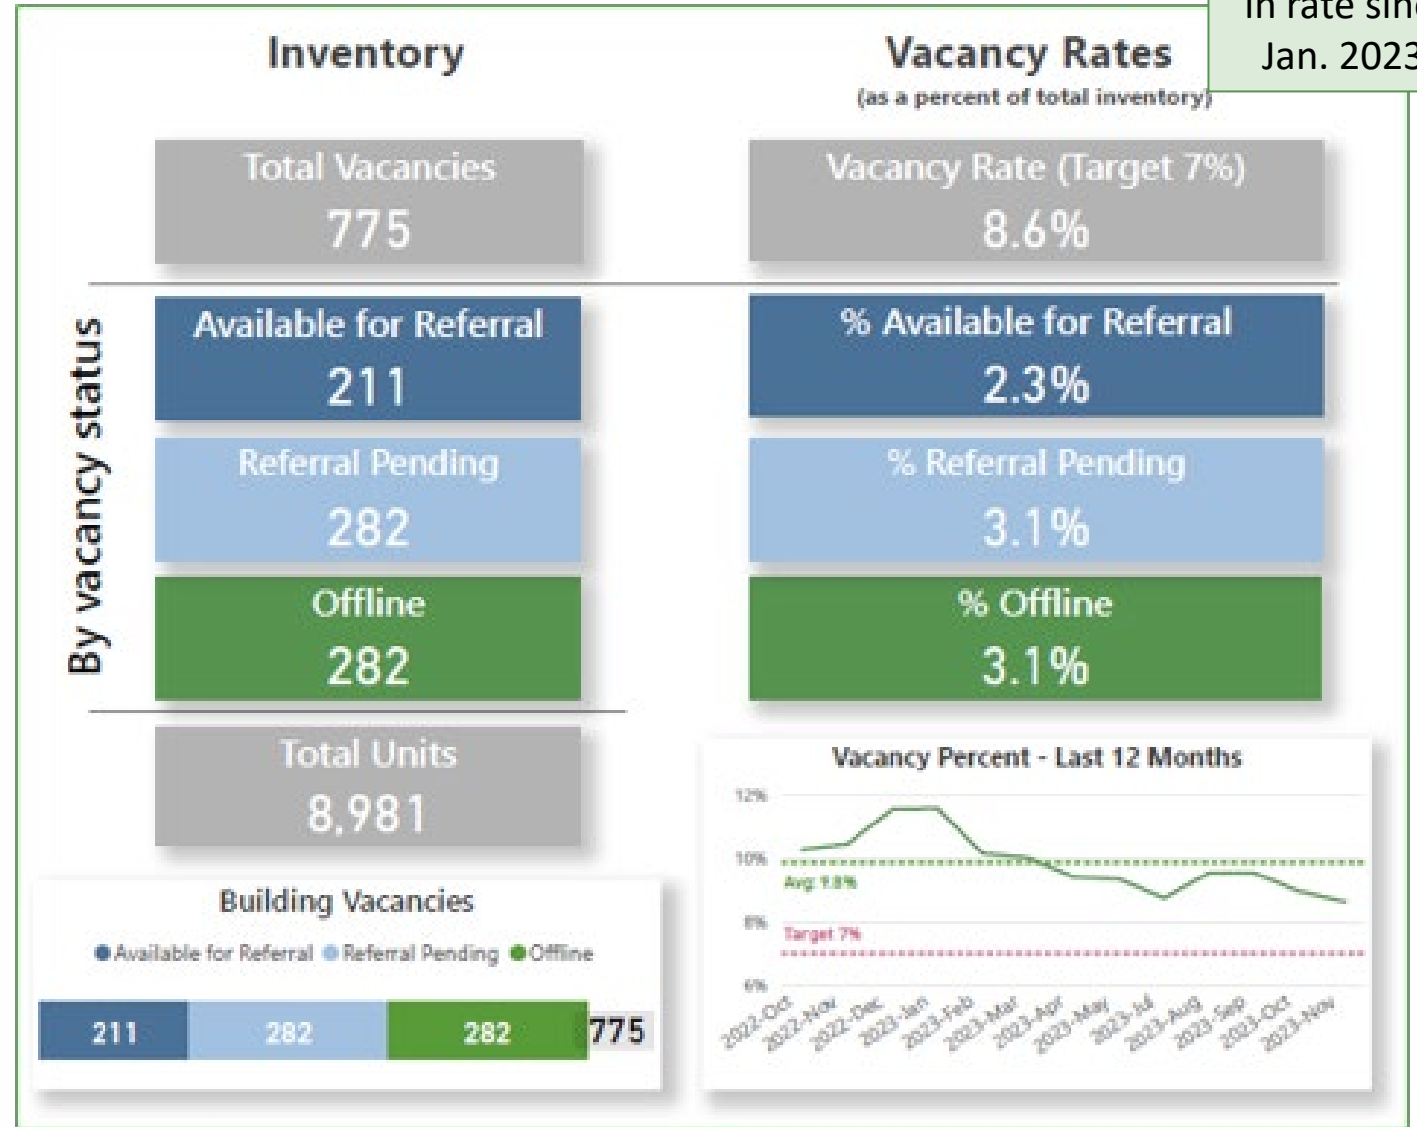 in rate sinc
Jan. 2023
Inventory
Total Vacancies
775
By vacancy status
Available for Referral
211
Referral Pending
282
Offline
282
Total Units
8,981
Building Vacancies
Available for Referral Referral Pending Offline
211 282 282 775
Vacancy Rates
(as a percent of total inventory)
Vacancy Rate (Target 7%)
8.6%
% Available for Referral
2.3%
% Referral Pending
3.1%
% Offline
3.1%
Vacancy Percent - Last 12 Months
12%
10%
Avg: 9.8%
8%
Target 7%
6%
2022-Oct
2022-Nov
2022-Dec
2023-Jan
2023-Feb
2023-Mar
2023-Apr
2023-May
2023-Jul
2023-Aug
2023-Sep
2023-Oct
2023-Nov